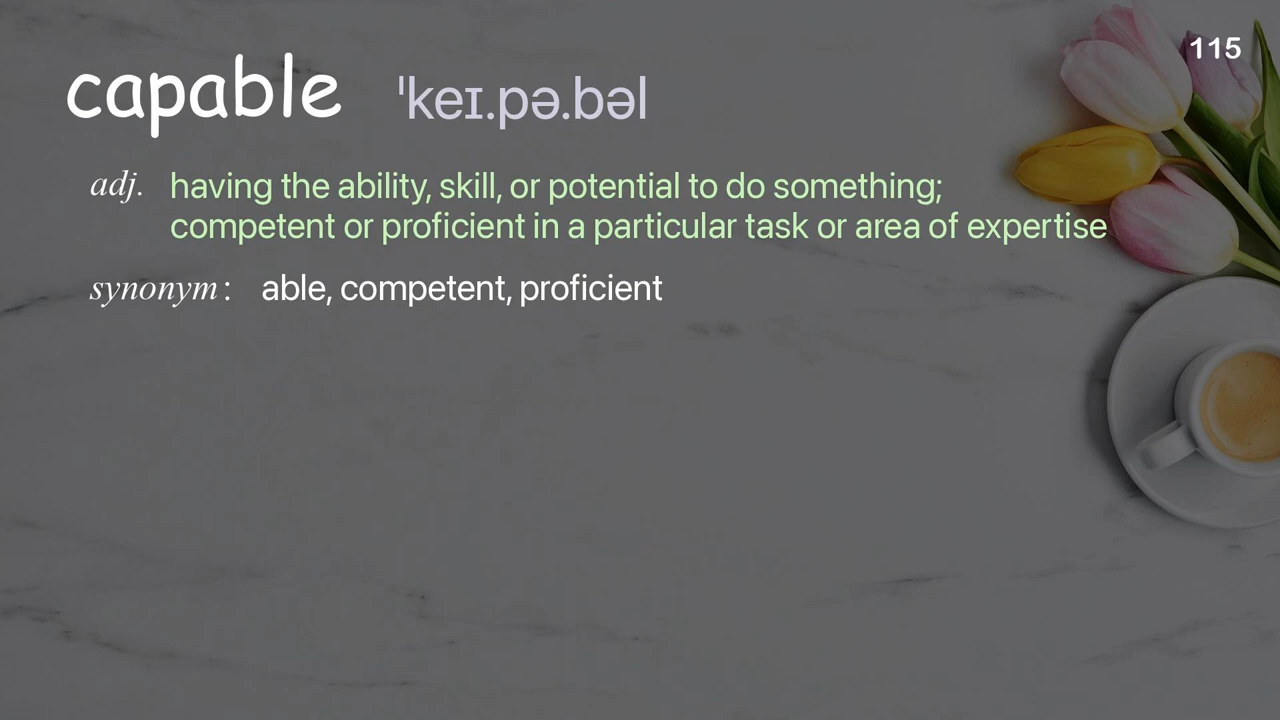 115
capable ˈkeɪ.pə.bəl
adj. having the ability, skill, or potential to do something;
competent or proficient in a particular task or area of expertise
synonym: able, competent, proficient